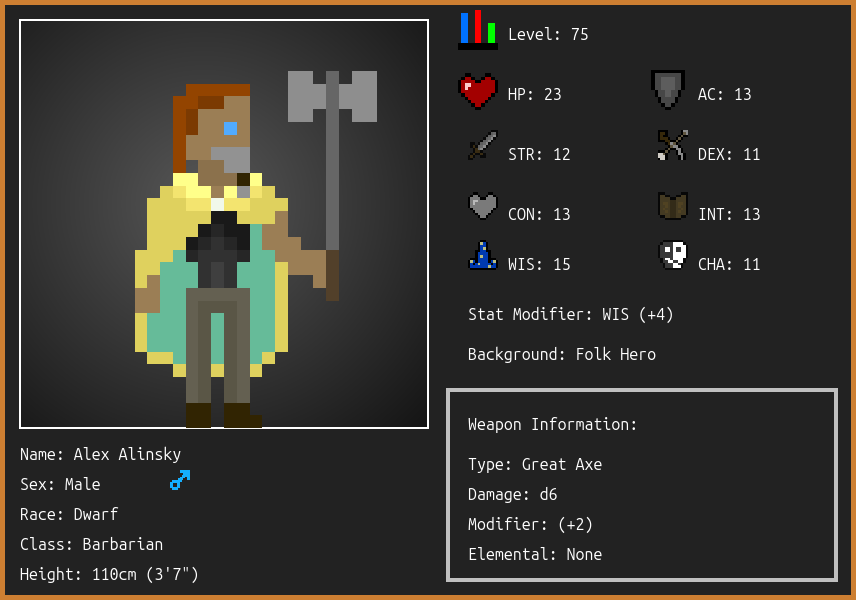 Level: 75
HP: 23 AC: 13
STR: 12 DEX: 11
CON: 13 INT: 13
WIS: 15 CHA: 11
Stat Modifier: WIS (+4)
Background: Folk Hero
Weapon Information:
Type: Great Axe
Damage: d6
Modifier: (+2)
Elemental: None
Name: Alex Alinsky
Sex: Male
Race: Dwarf
Class: Barbarian
Height: 110cm (3'7")